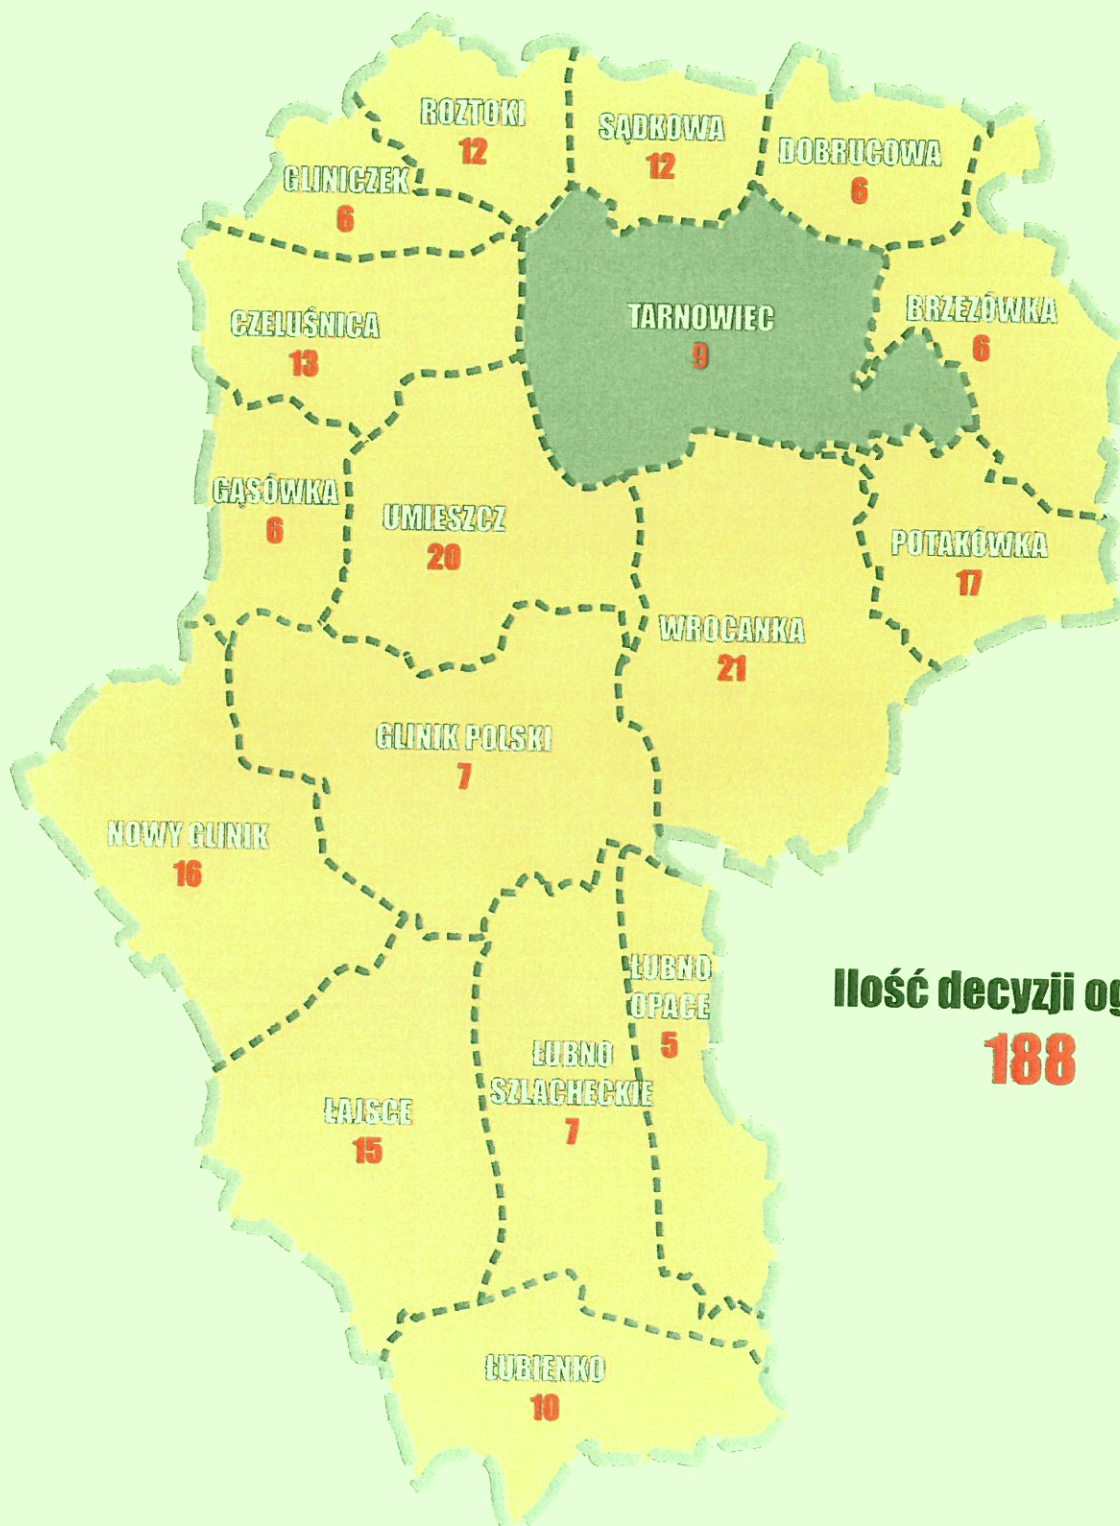 ROZTOKI
12
SĄDKOWA
12
DOBRUCOWA
6
GLINICZEK
6
CZELUŚNICA
13
TARNOWIEC
9
BRZEZÓWKA
6
GĄSÓWKA
6
UMIESZCZ
20
POTAKÓWKA
17
WROCANKA
21
GLINIK POLSKI
7
NOWY GLINIK
16
ŁUBNO
OPACE
5
Ilość decyzji og
188
ŁUBNO
SZLACHECKIE
7
ŁAJSCE
15
ŁUBIENKO
10